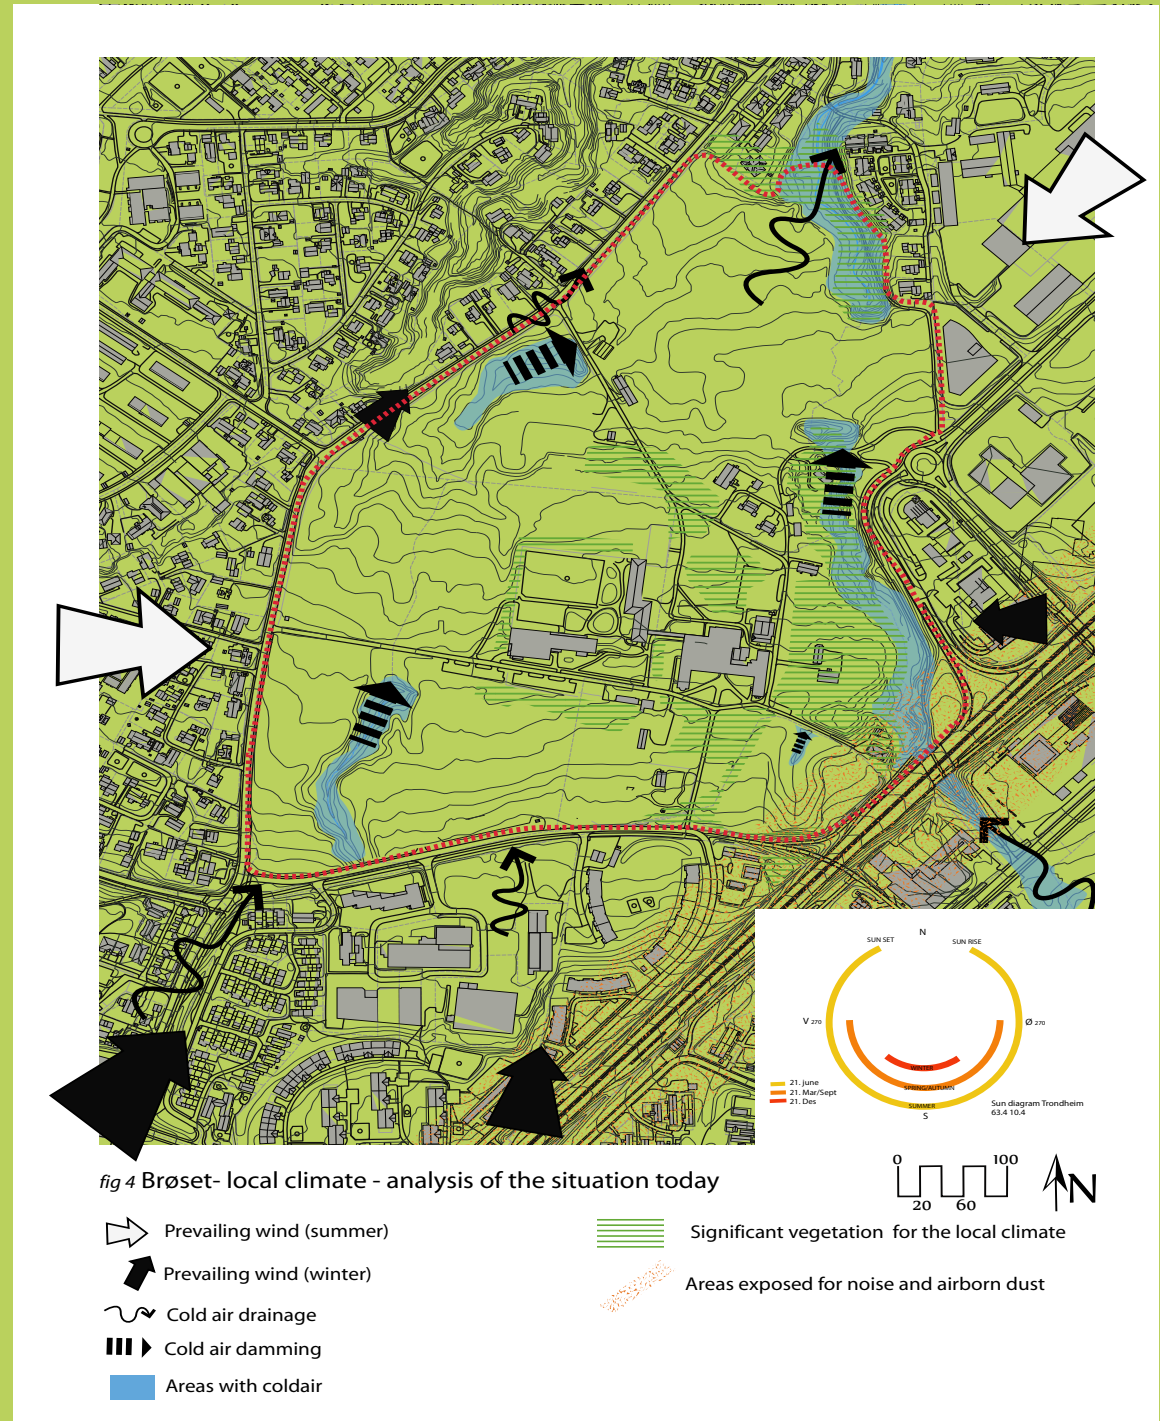 N
SUN SET
SUN RISE
V 270
Ø 270
WINTER
SPRING/AUTUMN
SUMMER
S
21. june
21. Mar/Sept
21. Des
Sun diagram Trondheim
63.4 10.4
fig 4 Brøset- local climate - analysis of the situation today
0 100
20 60
N
Prevailing wind (summer)
Prevailing wind (winter)
Cold air drainage
Cold air damming
Areas with coldair
Significant vegetation for the local climate
Areas exposed for noise and airborn dust